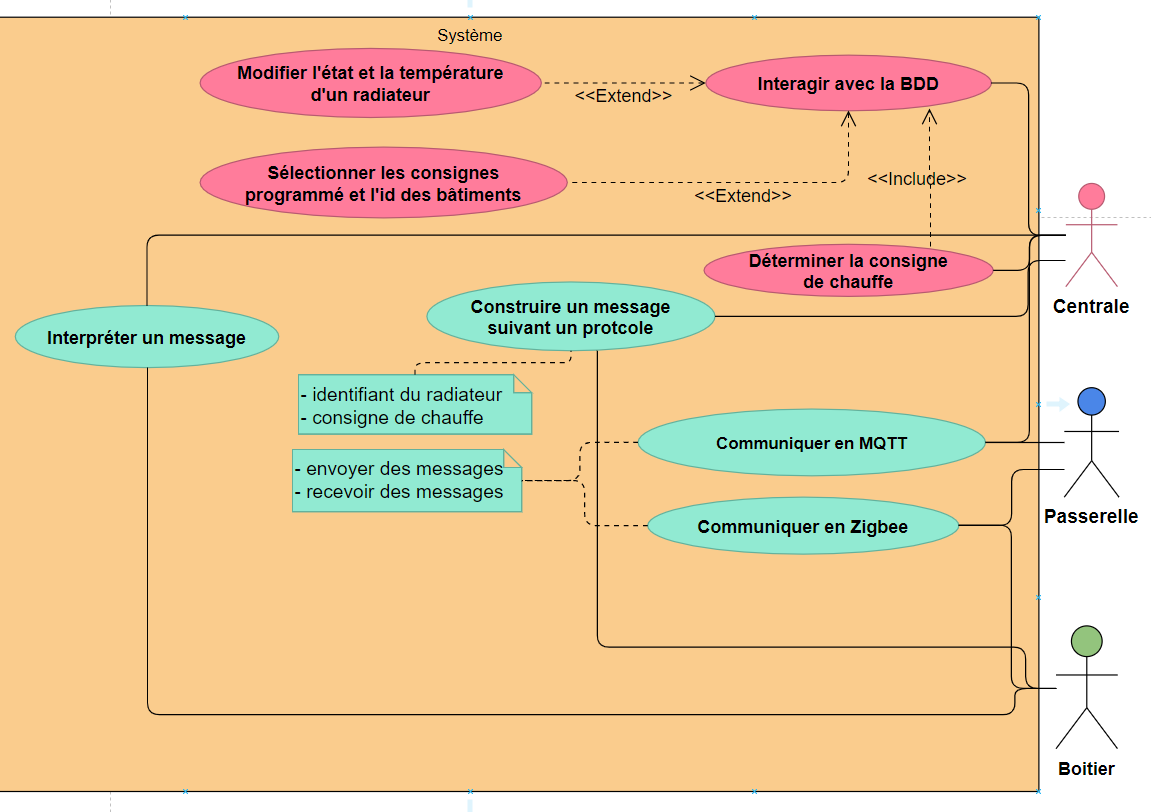 Système
Modifier l'état et la température
d'un radiateur
<<Extend>>
Interagir avec la BDD
Sélectionner les consignes
programmé et l'id des bâtiments
<<Extend>>
<<Include>>
Déterminer la consigne
de chauffe
Centrale
Construire un message
suivant un protcole
Interpréter un message
- identifiant du radiateur
- consigne de chauffe
Communiquer en MQTT
- envoyer des messages
- recevoir des messages
Passerelle
Communiquer en Zigbee
Boitier